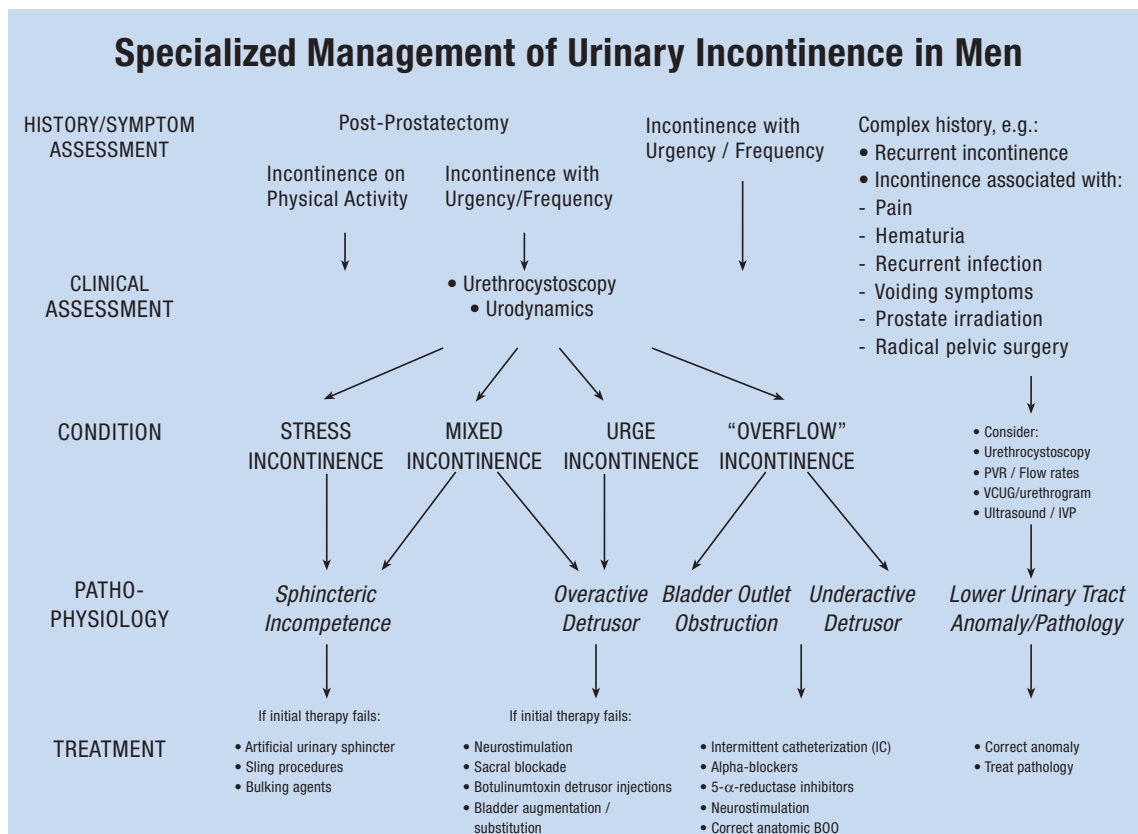 Specialized Management of Urinary Incontinence in Men
HISTORY/SYMPTOM
ASSESSMENT
Post-Prostatectomy
Incontinence on
Physical Activity
Incontinence with
Urgency/Frequency
Incontinence with
Urgency / Frequency
Complex history, e.g.:
• Recurrent incontinence
• Incontinence associated with:
- Pain
- Hematuria
- Recurrent infection
- Voiding symptoms
- Prostate irradiation
- Radical pelvic surgery
CLINICAL
ASSESSMENT
• Urethrocystoscopy
• Urodynamics
CONDITION
STRESS
INCONTINENCE
MIXED
INCONTINENCE
URGE
INCONTINENCE
“OVERFLOW”
INCONTINENCE
• Consider:
• Urethrocystoscopy
• PVR / Flow rates
• VCUG/urethrogram
• Ultrasound / IVP
PATHO-
PHYSIOLOGY
Sphincteric
Incompetence
Overactive
Detrusor
Bladder Outlet
Obstruction
Underactive
Detrusor
Lower Urinary Tract
Anomaly/Pathology
TREATMENT
If initial therapy fails:
• Artificial urinary sphincter
• Sling procedures
• Bulking agents
If initial therapy fails:
• Neurostimulation
• Sacral blockade
• Botulinumtoxin detrusor injections
• Bladder augmentation /
substitution
• Intermittent catheterization (IC)
• Alpha-blockers
• 5-α-reductase inhibitors
• Neurostimulation
• Correct anatomic BOO
• Correct anomaly
• Treat pathology